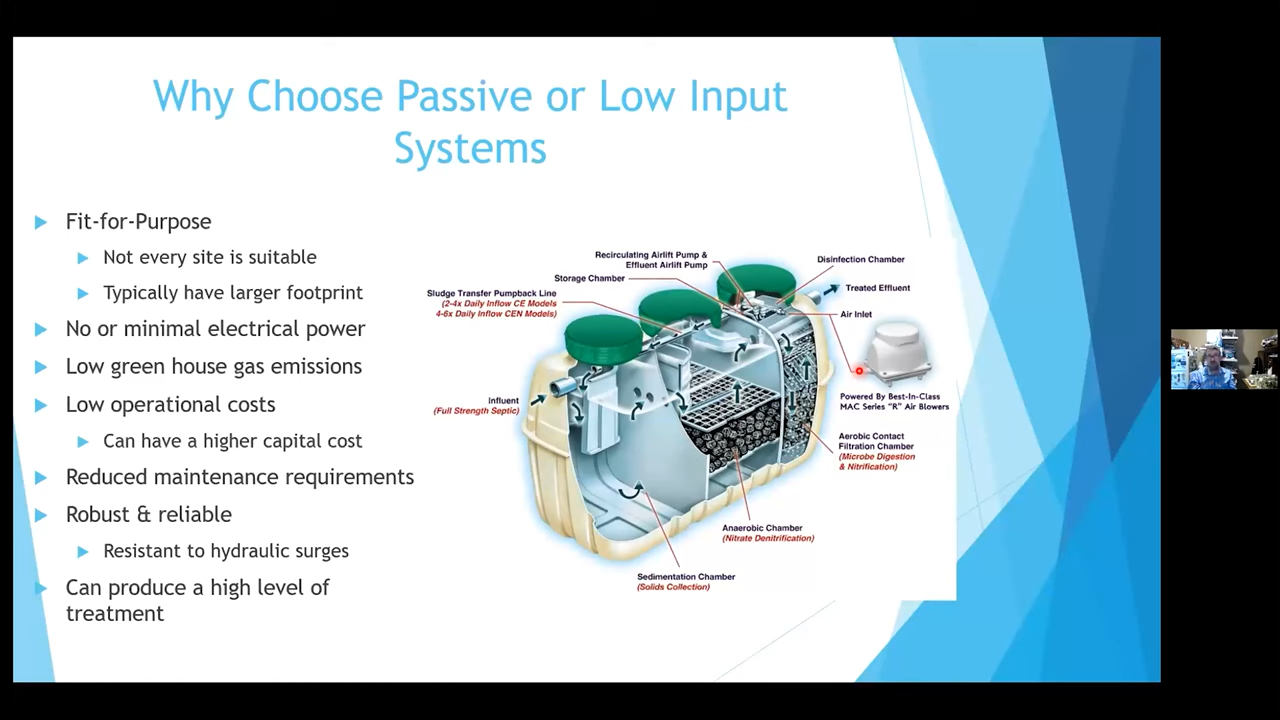 Why Choose Passive or Low Input
Systems
Fit-for-Purpose
Not every site is suitable
Typically have larger footprint
No or minimal electrical power
Low green house gas emissions
Low operational costs
Can have a higher capital cost
Reduced maintenance requirements
Robust & reliable
Resistant to hydraulic surges
Can produce a high level of
treatment
Recirculating Airlift Pump &
Effluent Airlift Pump
Disinfection Chamber
Storage Chamber
Treated Effluent
Sludge Transfer Pumpback Line
(2-4x Daily Inflow CE Models
4-6x Daily Inflow CEN Models)
Air Inlet
Influent
(Full Strength Septic)
Powered By Best-In-Class
MAC Series "R" Air Blowers
Aerobic Contact
Filtration Chamber
(Microbe Digestion
& Nitrification)
Anaerobic Chamber
(Nitrate Denitrification)
Sedimentation Chamber
(Solids Collection)